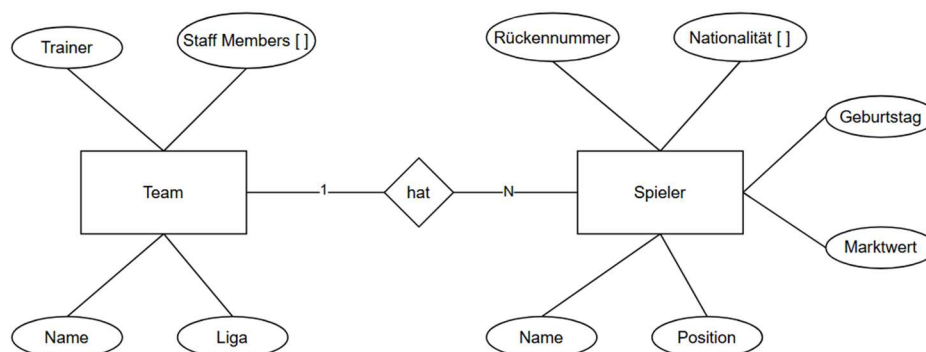 Trainer
Staff Members [ ]
Rückennummer
Nationalität [ ]
Geburtstag
Team
1
hat
N
Spieler
Marktwert
Name
Liga
Name
Position